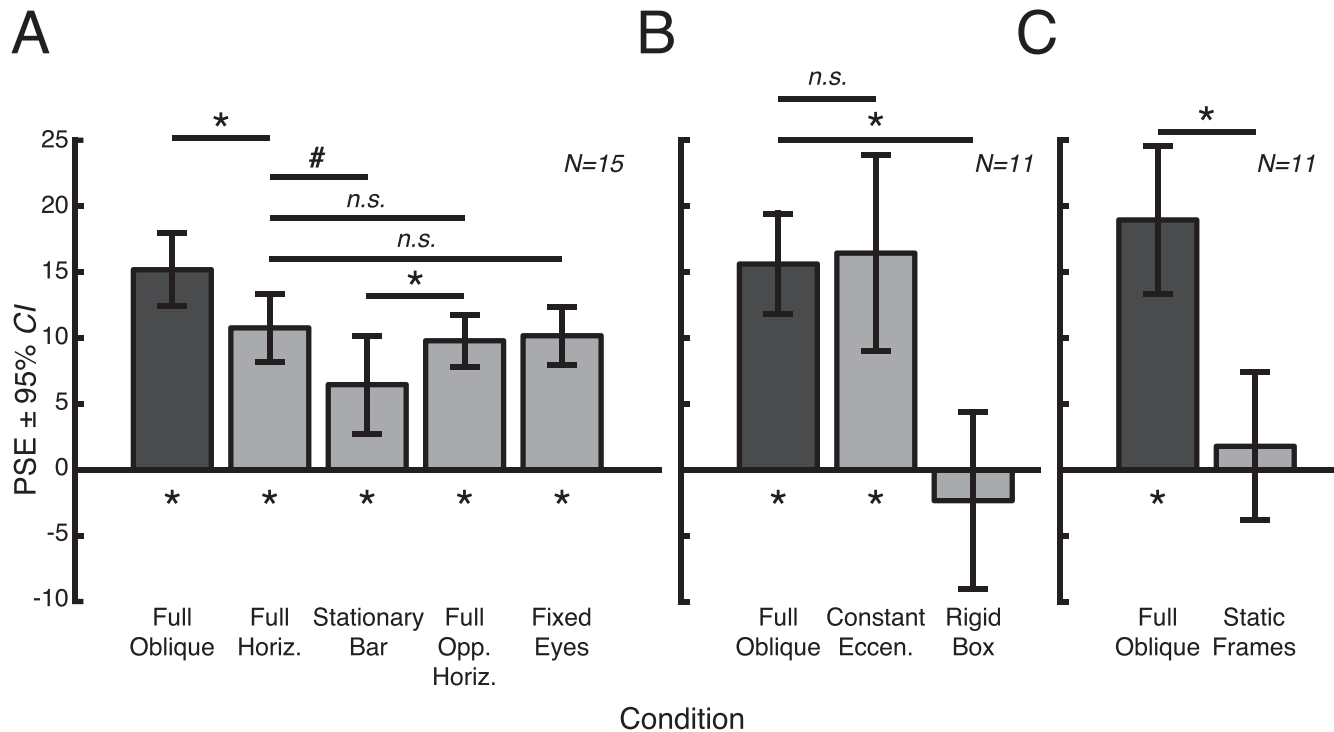 A
B
C
n.s.
*
*
*
25
#
N=15
N=11
N=11
20
n.s.
n.s.
15
*
10
5
0
* * * * *
* *
*
-5
-10
PSE ± 95% CI
Full
Oblique
Full
Horiz.
Stationary
Bar
Full
Opp.
Horiz.
Fixed
Eyes
Full
Oblique
Constant
Eccen.
Rigid
Box
Full
Oblique
Static
Frames
Condition